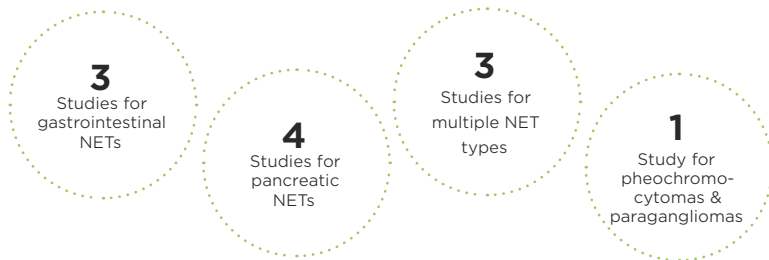 3
Studies for
gastrointestinal
NETs
4
Studies for
pancreatic
NETs
3
Studies for
multiple NET
types
1
Study for
pheochromo-
cytomas &
paragangliomas